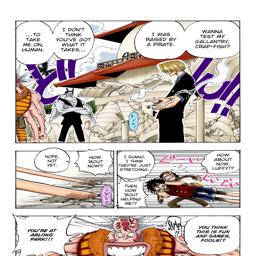 WANNA
TEST MY
GALLANTRY,
CRAP-FISH?
I WAS
RAISED BY
A PIRATE.
I DON'T
THINK
YOU'VE GOT
WHAT IT
TAKES...
...TO
TAKE ME
ON,
HUMAN.
HOW
ABOUT
NOW,
LUFFY!?
I DUNNO,
I THINK
THEY'RE JUST
STRETCHING.
THEN
HOW
'BOUT
HELPING
ME!?
HOW
'BOUT
NOW?
NOPE.
NOT
YET.
YOU THINK
THIS IS
FUN AND
GAMES,
FOOL!?
YOU'RE AT
ARLONG
PARK!!!